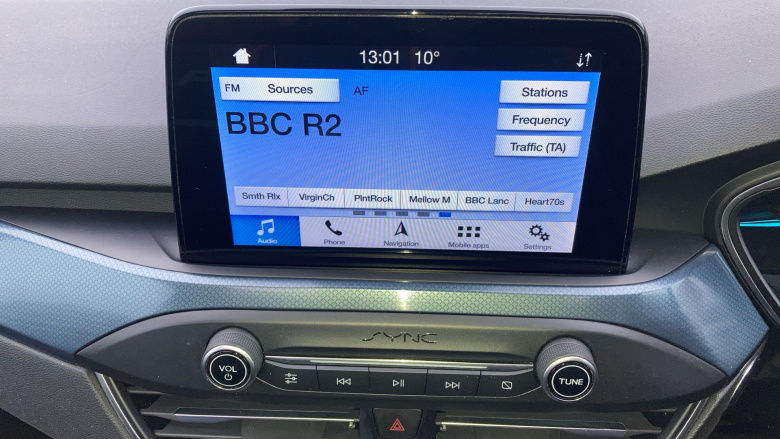 13:01 10°
FM Sources AF Stations
BBC R2
Frequency
Traffic (TA)
Smth Rlx VirginCh PlntRock Mellow M BBC Lanc Heart70s
Audio Phone Navigation Mobile apps Settings
SYNC
VOL TUNE